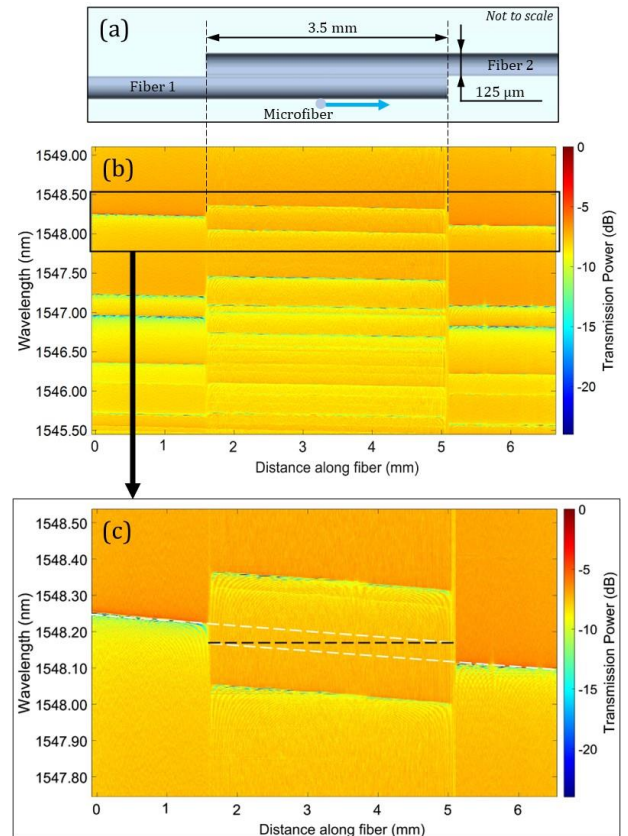 (a)
Not to scale
3.5 mm
Fiber 1
Fiber 2
125 µm
Microfiber
(b)
1549.00
1548.50
1548.00
1547.50
1547.00
1546.50
1546.00
1545.50
Wavelength (nm)
0 1 2 3 4 5 6
Distance along fiber (mm)
0
-5
-10
-15
-20
Transmission Power (dB)
(c)
1548.50
1548.40
1548.30
1548.20
1548.10
1548.00
1547.90
1547.80
Wavelength (nm)
0 1 2 3 4 5 6
Distance along fiber (mm)
0
-5
-10
-15
-20
Transmission Power (dB)